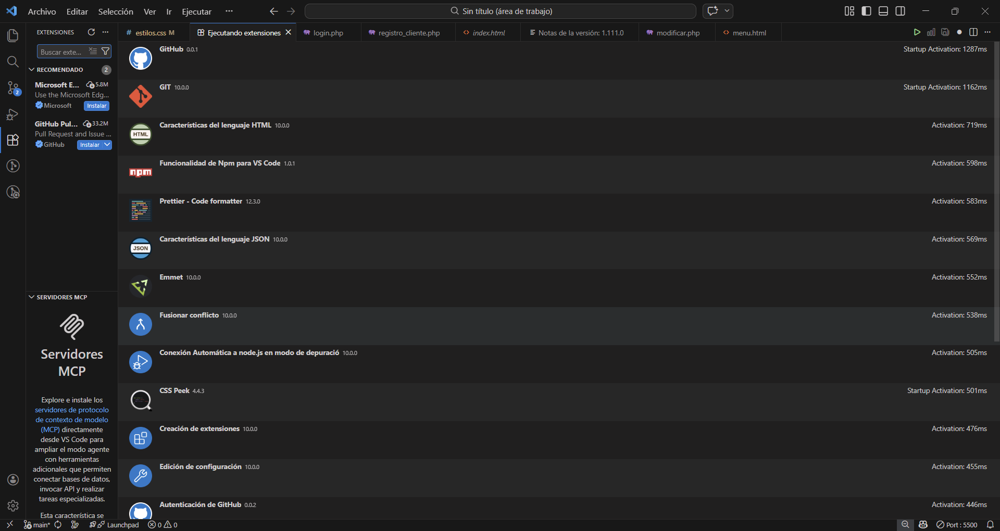 Archivo Editar Selección Ver Ir Ejecutar ···
Sin título (área de trabajo)
EXTENSIONES
# estilos.css M
Ejecutando extensiones
login.php
registro_cliente.php
<> index.html
Notas de la versión: 1.111.0
modificar.php
<> menu.html
Buscar exte...
RECOMENDADO 2
Microsoft E... 5.8M
Use the Microsoft Edg...
Microsoft Instalar
GitHub Pul... 33.2M
Pull Request and Issue ...
GitHub Instalar
2
SERVIDORES MCP
Servidores
MCP
Explore e instale los
servidores de protocolo
de contexto de modelo
(MCP) directamente
desde VS Code para
ampliar el modo agente
con herramientas
adicionales que permiten
conectar bases de datos,
invocar API y realizar
tareas especializadas.
Esta característica se
GitHub 0.0.1 Startup Activation: 1287ms
GIT 10.0.0 Startup Activation: 1162ms
HTML
Características del lenguaje HTML 10.0.0 Activation: 719ms
npm
Funcionalidad de Npm para VS Code 1.0.1 Activation: 598ms
Prettier - Code formatter 12.3.0 Activation: 583ms
JSON
Características del lenguaje JSON 10.0.0 Activation: 569ms
Emmet 10.0.0 Activation: 552ms
Fusionar conflicto 10.0.0 Activation: 538ms
Conexión Automática a node.js en modo de depuració 10.0.0 Activation: 505ms
CSS Peek 4.4.3 Startup Activation: 501ms
Creación de extensiones 10.0.0 Activation: 476ms
Edición de configuración 10.0.0 Activation: 455ms
Autenticación de GitHub 0.0.2 Activation: 446ms
main* Launchpad 0 0 Port : 5500